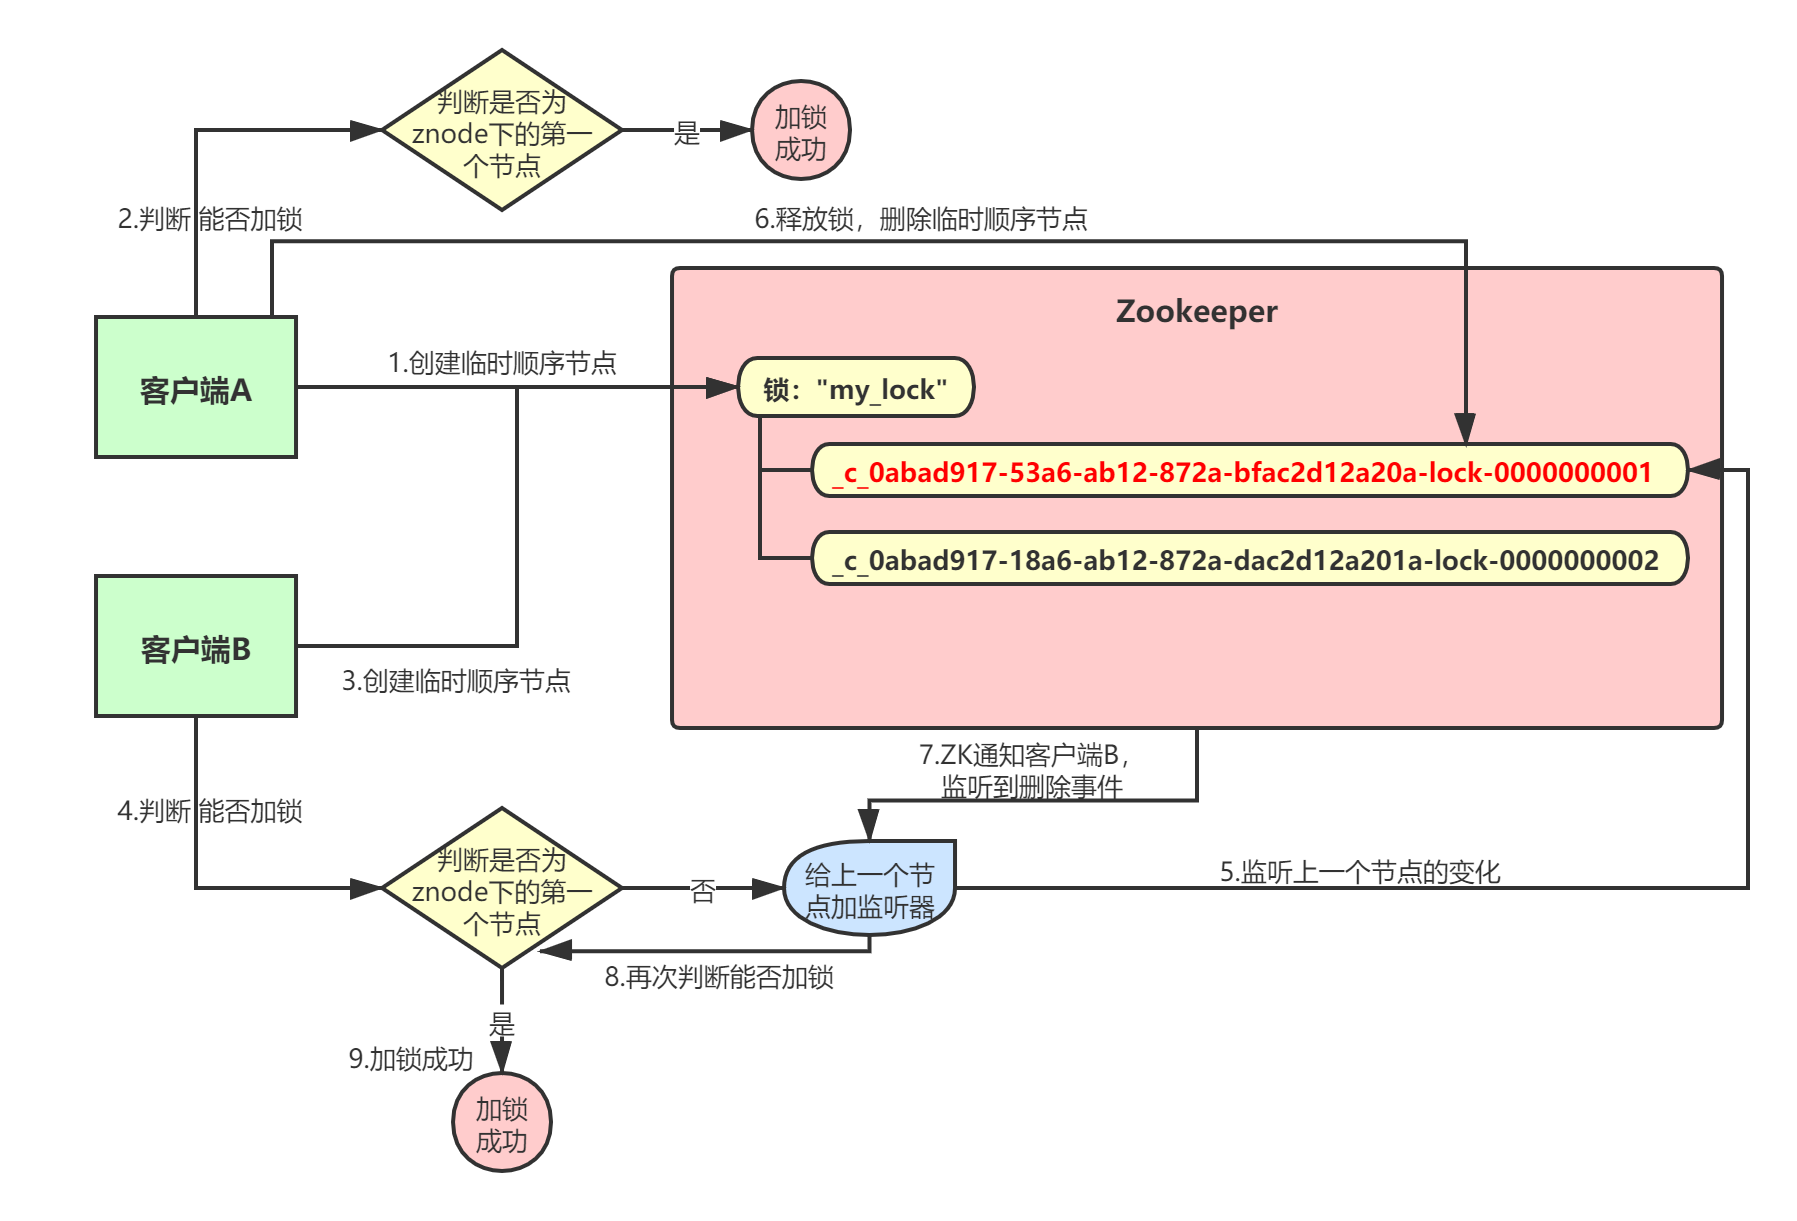 判断是否为
znode下的第一
个节点
是
加锁
成功
2.判断 能否加锁
6.释放锁，删除临时顺序节点
Zookeeper
客户端A
1.创建临时顺序节点
锁："my_lock"
_c_0abad917-53a6-ab12-872a-bfac2d12a20a-lock-0000000001
_c_0abad917-18a6-ab12-872a-dac2d12a201a-lock-0000000002
客户端B
3.创建临时顺序节点
7.ZK通知客户端B，
监听到删除事件
4.判断 能否加锁
判断是否为
znode下的第一
个节点
否
给上一个节
点加监听器
5.监听上一个节点的变化
8.再次判断能否加锁
是
9.加锁成功
加锁
成功